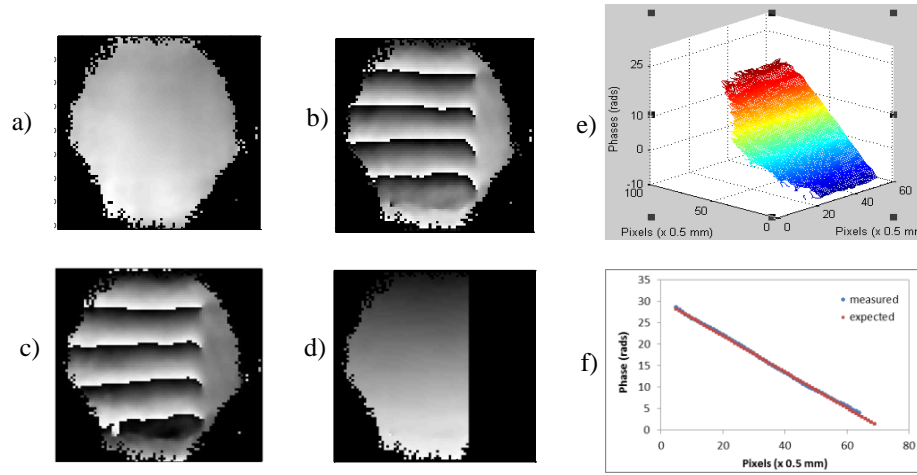 a)
b)
c)
d)
e)
Phases (rads)
25
10
0
-10
100
50
0
0
20
40
60
Pixels (x 0.5 mm)
Pixels (x 0.5 mm)
f)
Phase (rads)
35
30
25
20
15
10
5
0
0
20
40
60
80
measured
expected
Pixels (x 0.5 mm)